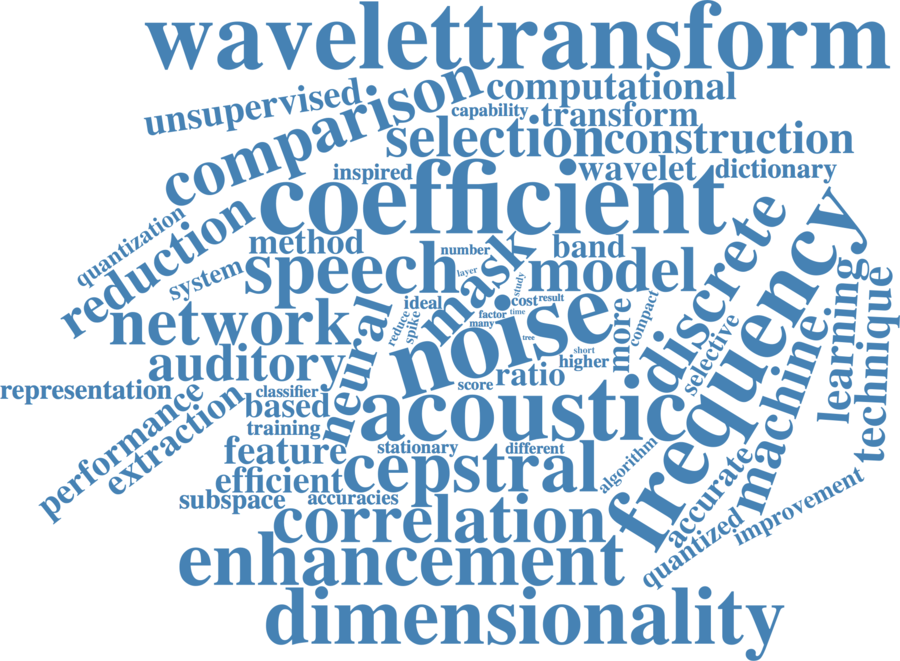 wavelettransform
comparison
computational
unsupervised
capability
transform
selection
construction
inspired
wavelet
dictionary
coefficient
quantization
reduction
method
number
mask
band
discrete
frequency
system
speech
layer
study
model
learning
technique
network
neural
ideal
reduce
spike
cost
result
factor
time
many
noise
more
compact
auditory
tree
short
higher
selective
machine
representation
classifier
score
ratio
performance
extraction
based
training
acoustic
feature
stationary
different
algorithm
efficient
cepstral
accurate
subspace
accuracies
improvement
correlation
quantized
enhancement
dimensionality